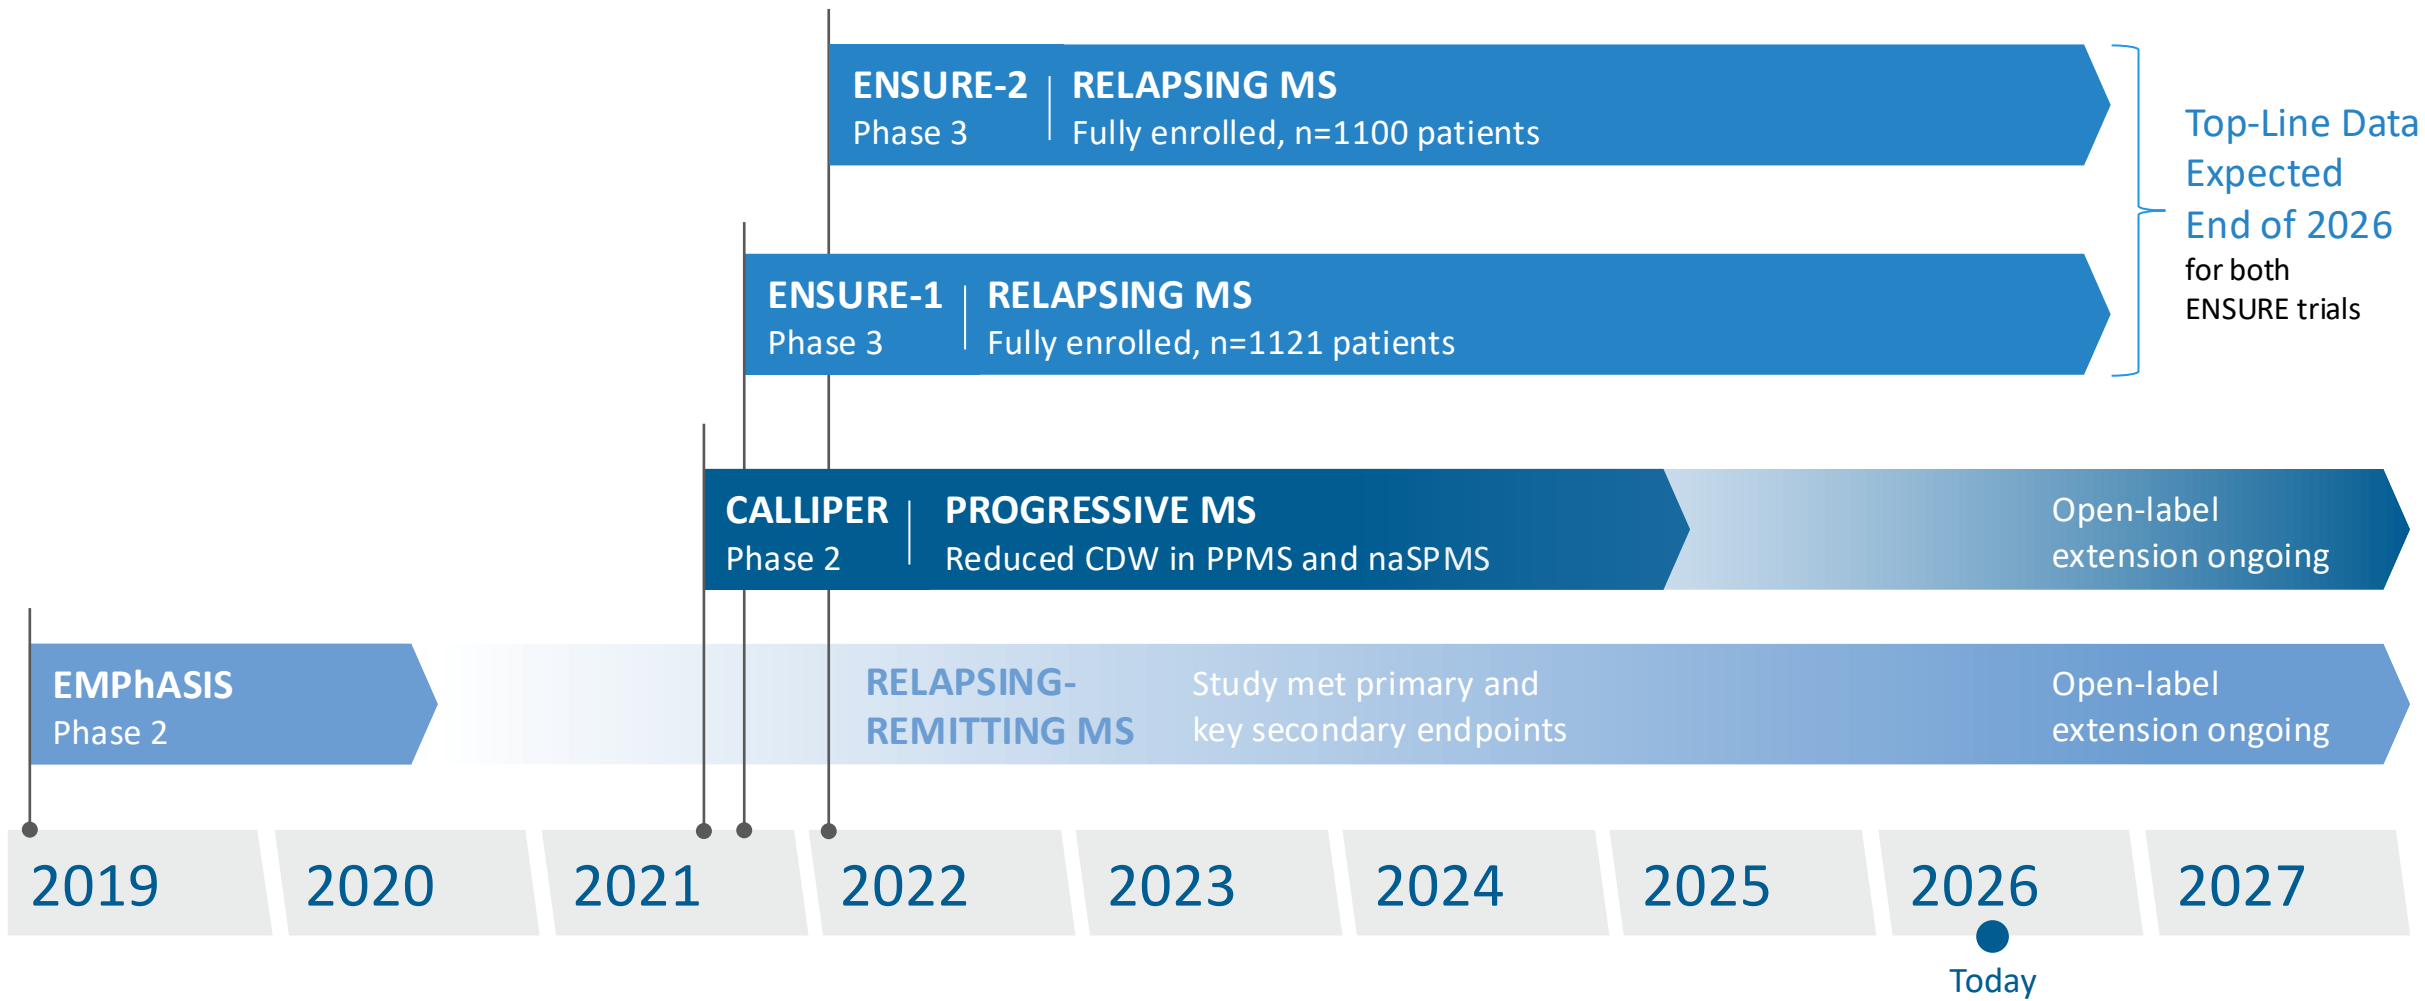 ENSURE-2
Phase 3
RELAPSING MS
Fully enrolled, n=1100 patients
Top-Line Data
Expected
End of 2026
for both
ENSURE trials
ENSURE-1
Phase 3
RELAPSING MS
Fully enrolled, n=1121 patients
CALLIPER
Phase 2
PROGRESSIVE MS
Reduced CDW in PPMS and naSPMS
Open-label
extension ongoing
EMPhASIS
Phase 2
RELAPSING-
REMITTING MS
Study met primary and
key secondary endpoints
Open-label
extension ongoing
2019 2020 2021 2022 2023 2024 2025 2026 2027
Today